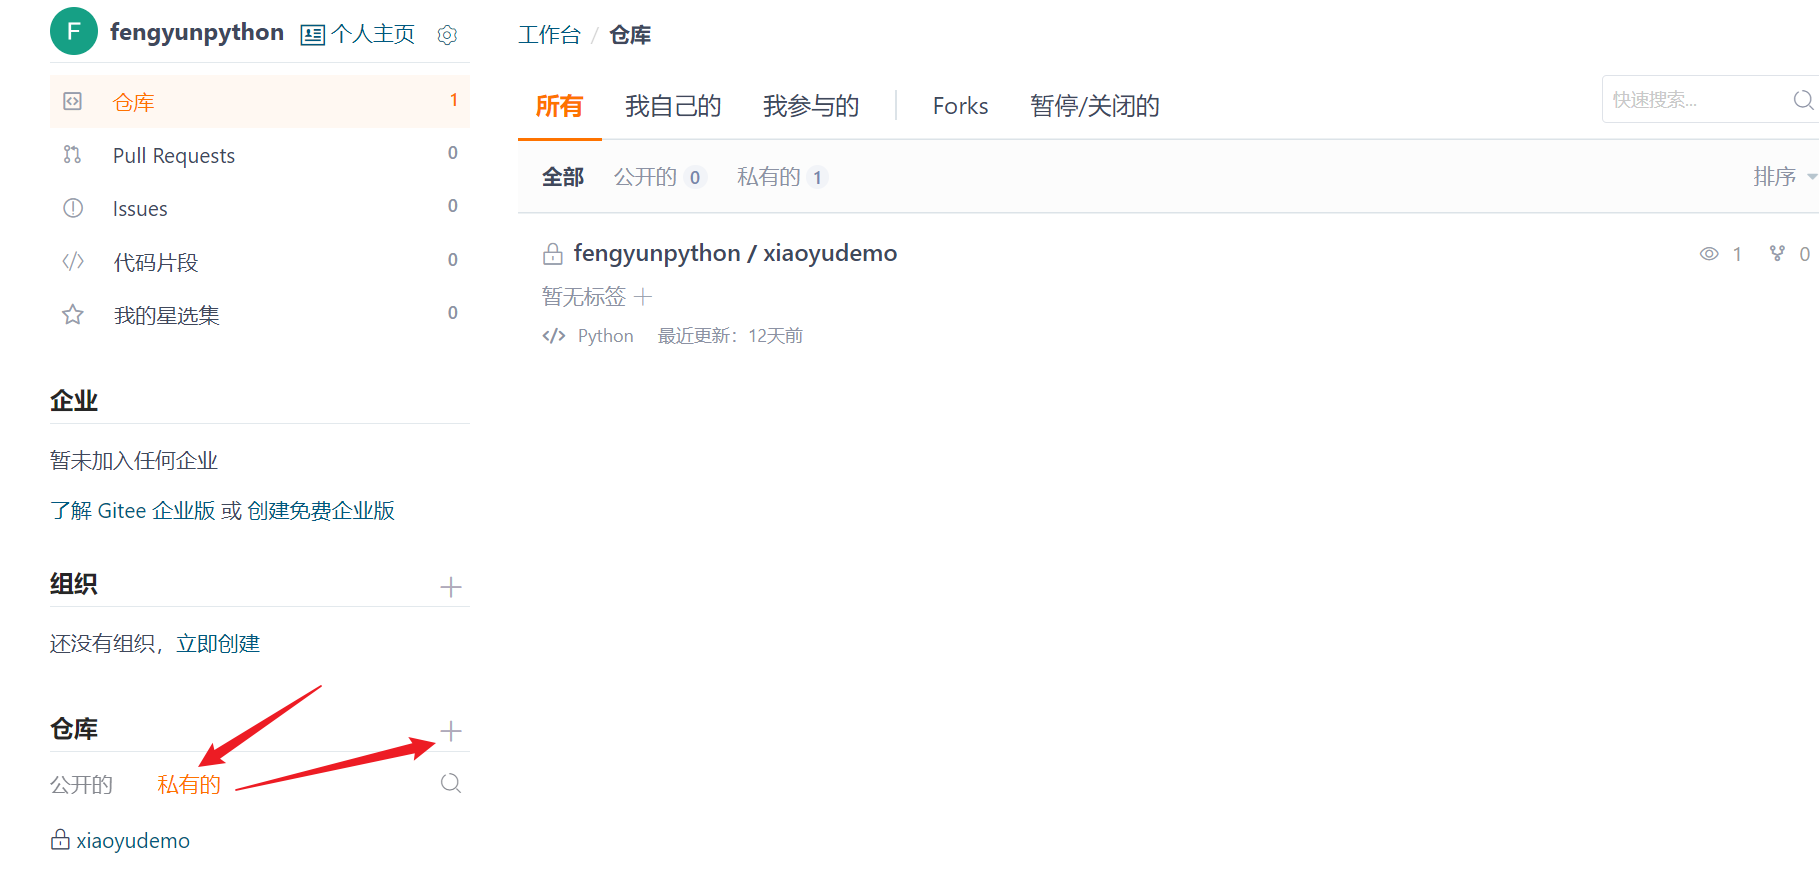 F fengyunpython 个人主页
仓库 1
Pull Requests 0
Issues 0
代码片段 0
我的星选集 0
企业
暂未加入任何企业
了解 Gitee 企业版 或 创建免费企业版
组织
还没有组织，立即创建
仓库
公开的 私有的
xiaoyudemo
工作台 / 仓库
所有 我自己的 我参与的 Forks 暂停/关闭的
快速搜索...
全部 公开的 0 私有的 1 排序
fengyunpython / xiaoyudemo 1 0
暂无标签
Python 最近更新：12天前